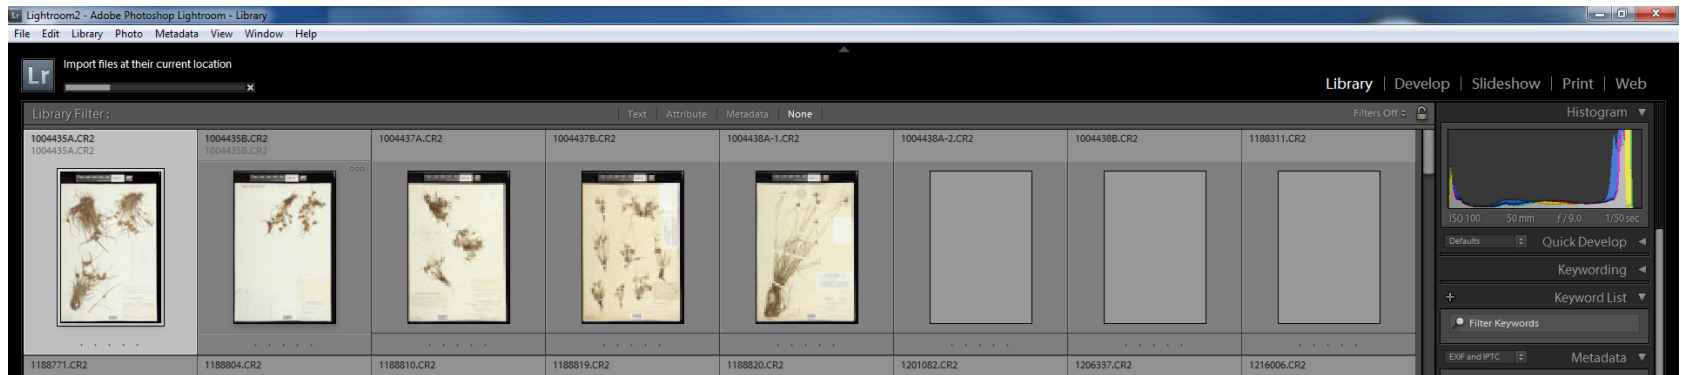 Lightroom2 - Adobe Photoshop Lightroom - Library
File Edit Library Photo Metadata View Window Help
Lr
Import files at their current location
Library | Develop | Slideshow | Print | Web
Library Filter :
Text Attribute Metadata None
Filters Off
Histogram
1004435A.CR2
1004435A.CR2
1004435B.CR2
1004435B.CR2
1004437A.CR2
1004437B.CR2
1004438A-1.CR2
1004438A-2.CR2
1004438B.CR2
1188311.CR2
ISO 100 50 mm f / 9.0 1/50 sec
Defaults Quick Develop
Keywording
+ Keyword List
Filter Keywords
EXIF and IPTC Metadata
1188771.CR2
1188804.CR2
1188810.CR2
1188819.CR2
1188820.CR2
1201082.CR2
1206337.CR2
1216006.CR2